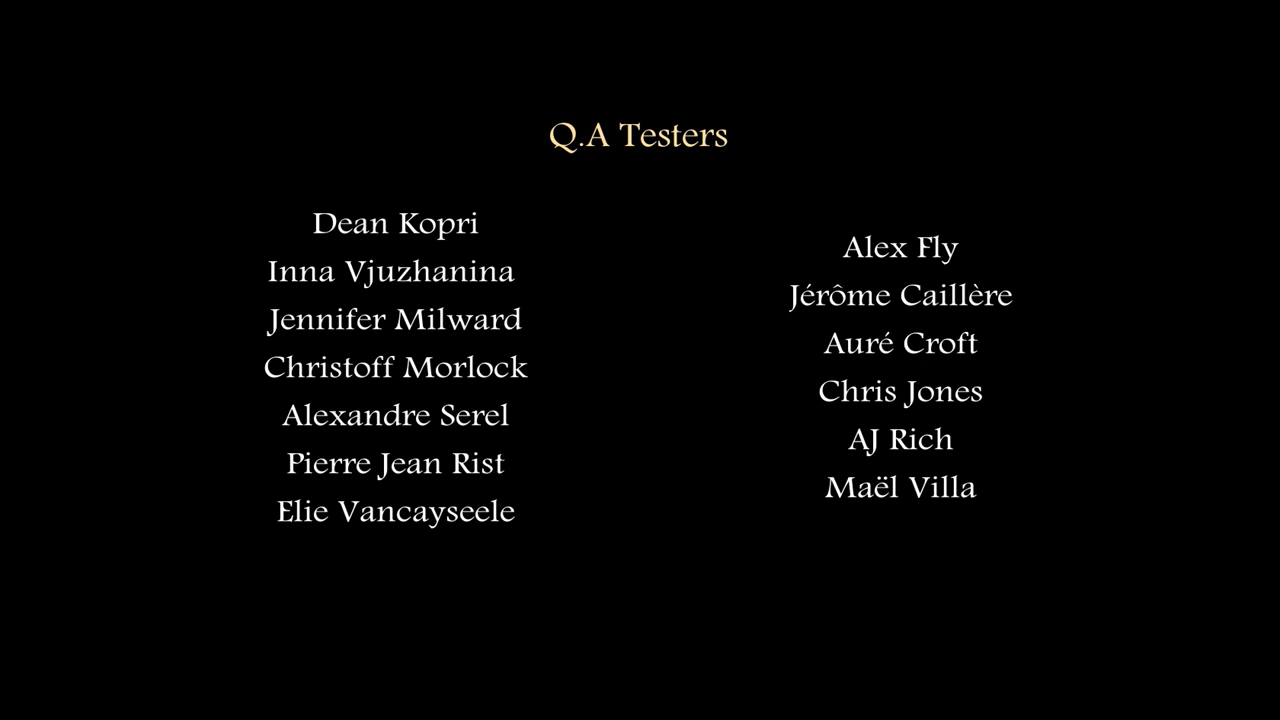 Q.A Testers
Dean Kopri
Inna Vjuzhanina
Jennifer Milward
Christoff Morlock
Alexandre Serel
Pierre Jean Rist
Elie Vancayseele
Alex Fly
Jérôme Caillère
Auré Croft
Chris Jones
AJ Rich
Maël Villa